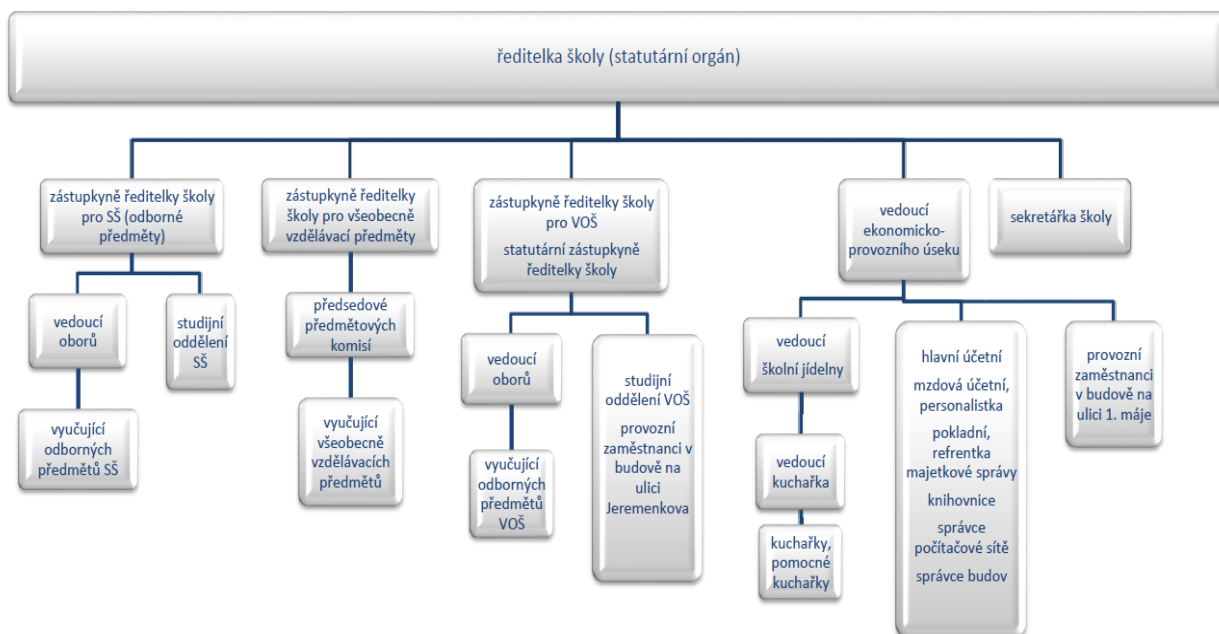 ředitelka školy (statutární orgán)
zástupkyně ředitelky školy
pro SŠ (odborné
předměty)
zástupkyně ředitelky
školy pro všeobecně
vzdělávací předměty
zástupkyně ředitelky školy
pro VOŠ
statutární zástupkyně
ředitelky školy
vedoucí
ekonomicko-
provozního úseku
sekretářka školy
vedoucí
oborů
studijní
oddělení
SŠ
předsedové
předmětových
komisí
vedoucí
oborů
studijní
oddělení VOŠ
provozní
zaměstnanci v
budově na
ulici
Jeremenkova
vedoucí
školní jídelny
hlavní účetní
mzdová účetní,
personalistka
pokladní,
refrentka
majetkové správy
knihovnice
správce
počítačové sítě
správce budov
provozní
zaměstnanci
v budově na
ulici 1. máje
vyučující
odborných
předmětů SŠ
vyučující
všeobecně
vzdělávacích
předmětů
vyučující
odborných
předmětů
VOŠ
vedoucí
kuchařka
kuchařky,
pomocné
kuchařky